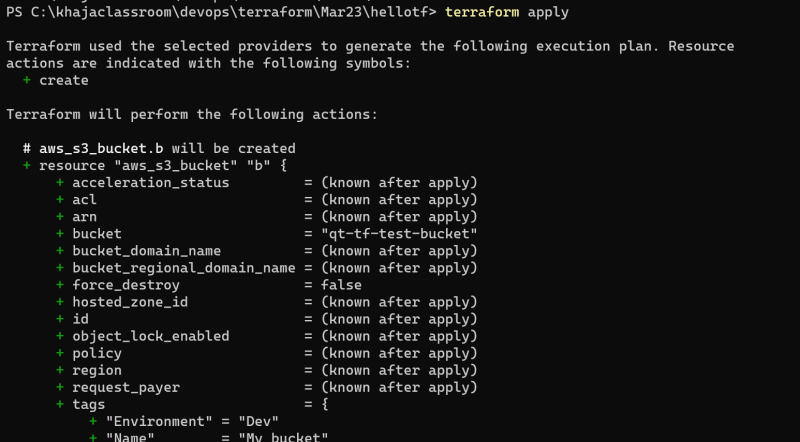 PS C:\khajaclassroom\devops\terraform\Mar23\hellotf> terraform apply
Terraform used the selected providers to generate the following execution plan. Resource
actions are indicated with the following symbols:
+ create
Terraform will perform the following actions:
# aws_s3_bucket.b will be created
+ resource "aws_s3_bucket" "b" {
+ acceleration_status = (known after apply)
+ acl = (known after apply)
+ arn = (known after apply)
+ bucket = "qt-tf-test-bucket"
+ bucket_domain_name = (known after apply)
+ bucket_regional_domain_name = (known after apply)
+ force_destroy = false
+ hosted_zone_id = (known after apply)
+ id = (known after apply)
+ object_lock_enabled = (known after apply)
+ policy = (known after apply)
+ region = (known after apply)
+ request_payer = (known after apply)
+ tags = {
+ "Environment" = "Dev"
+ "Name" = "My bucket"